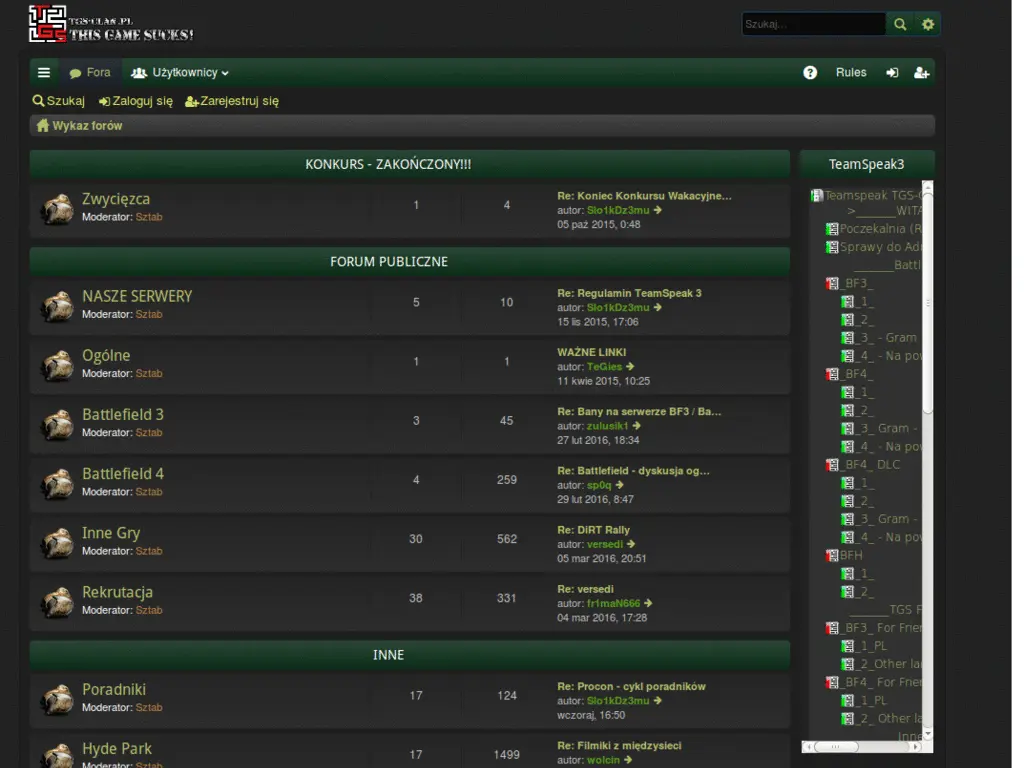 TGS-CLAN.PL
THIS GAME SUCKS!
Szukaj...
Fora
Użytkownicy
Rules
Szukaj
Zaloguj się
Zarejestruj się
Wykaz forów
KONKURS - ZAKOŃCZONY!!!
Zwycięzca
Moderator: Sztab
1
4
Re: Koniec Konkursu Wakacyjne…
autor: Slo1kDz3mu
05 paź 2015, 0:48
FORUM PUBLICZNE
NASZE SERWERY
Moderator: Sztab
5
10
Re: Regulamin TeamSpeak 3
autor: Slo1kDz3mu
15 lis 2015, 17:06
Ogólne
Moderator: Sztab
1
1
WAŻNE LINKI
autor: TeGies
11 kwie 2015, 10:25
Battlefield 3
Moderator: Sztab
3
45
Re: Bany na serwerze BF3 / Ba…
autor: zulusik1
27 lut 2016, 18:34
Battlefield 4
Moderator: Sztab
4
259
Re: Battlefield - dyskusja og…
autor: sp0q
29 lut 2016, 8:47
Inne Gry
Moderator: Sztab
30
562
Re: DiRT Rally
autor: versedi
05 mar 2016, 20:51
Rekrutacja
Moderator: Sztab
38
331
Re: versedi
autor: fr1maN666
04 mar 2016, 17:28
INNE
Poradniki
Moderator: Sztab
17
124
Re: Procon - cykl poradników
autor: Slo1kDz3mu
wczoraj, 16:50
Hyde Park
Moderator: Sztab
17
1499
Re: Filmiki z międzysieci
autor: wolcin
TeamSpeak3
Teamspeak TGS-C
>______WITA
Poczekalnia (R
Sprawy do Adm
______Battl
_BF3_
_1_
_2_
_3_ - Gram
_4_ - Na pow
_BF4_
_1_
_2_
_3_ Gram -
_4_ - Na pow
_BF4_ DLC
_1_
_2_
_3_ Gram -
_4_ - Na pow
BFH
_1_
_2_
______TGS F
_BF3_ For Frien
_1_PL
_2_Other la
_BF4_ For Frien
_1_PL
_2_ Other la
Inne